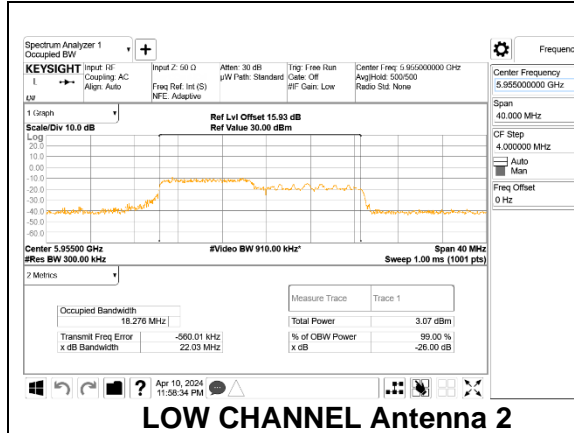 Spectrum Analyzer 1
Occupied BW
Frequenc
KEYSIGHT Input: RF
Coupling: AC
Align: Auto
Input Z: 50 Ω
Freq Ref: Int (S)
NFE: Adaptive
Atten: 30 dB
µW Path: Standard
Trig: Free Run
Gate: Off
#IF Gain: Low
Center Freq: 5.955000000 GHz
Avg|Hold: 500/500
Radio Std: None
L
Center Frequency
5.955000000 GHz
Span
40.000 MHz
CF Step
4.000000 MHz
Auto
Man
Freq Offset
0 Hz
1 Graph
Scale/Div 10.0 dB
Ref Lvl Offset 15.93 dB
Ref Value 30.00 dBm
Log
20.0
10.0
0.00
-10.0
-20.0
-30.0
-40.0
-50.0
-60.0
Center 5.95500 GHz
#Res BW 300.00 kHz
#Video BW 910.00 kHz*
Span 40 MHz
Sweep 1.00 ms (1001 pts)
2 Metrics
Measure Trace Trace 1
Occupied Bandwidth
18.276 MHz
Total Power 3.07 dBm
Transmit Freq Error -560.01 kHz
% of OBW Power 99.00 %
x dB Bandwidth 22.03 MHz
x dB -26.00 dB
?
Apr 10, 2024
11:58:34 PM
LOW CHANNEL Antenna 2